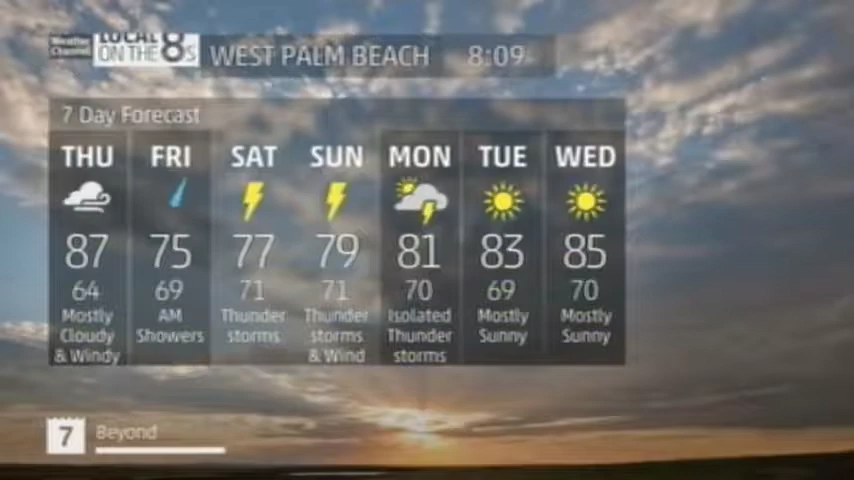 Weather
Channel
LOCAL
ON THE 8s
WEST PALM BEACH 8:09
7 Day Forecast
THU FRI SAT SUN MON TUE WED
87 75 77 79 81 83 85
64 69 71 71 70 69 70
Mostly Cloudy & Windy
AM Showers
Thunder storms
Thunder storms & Wind
Isolated Thunder storms
Mostly Sunny
Mostly Sunny
7 Beyond